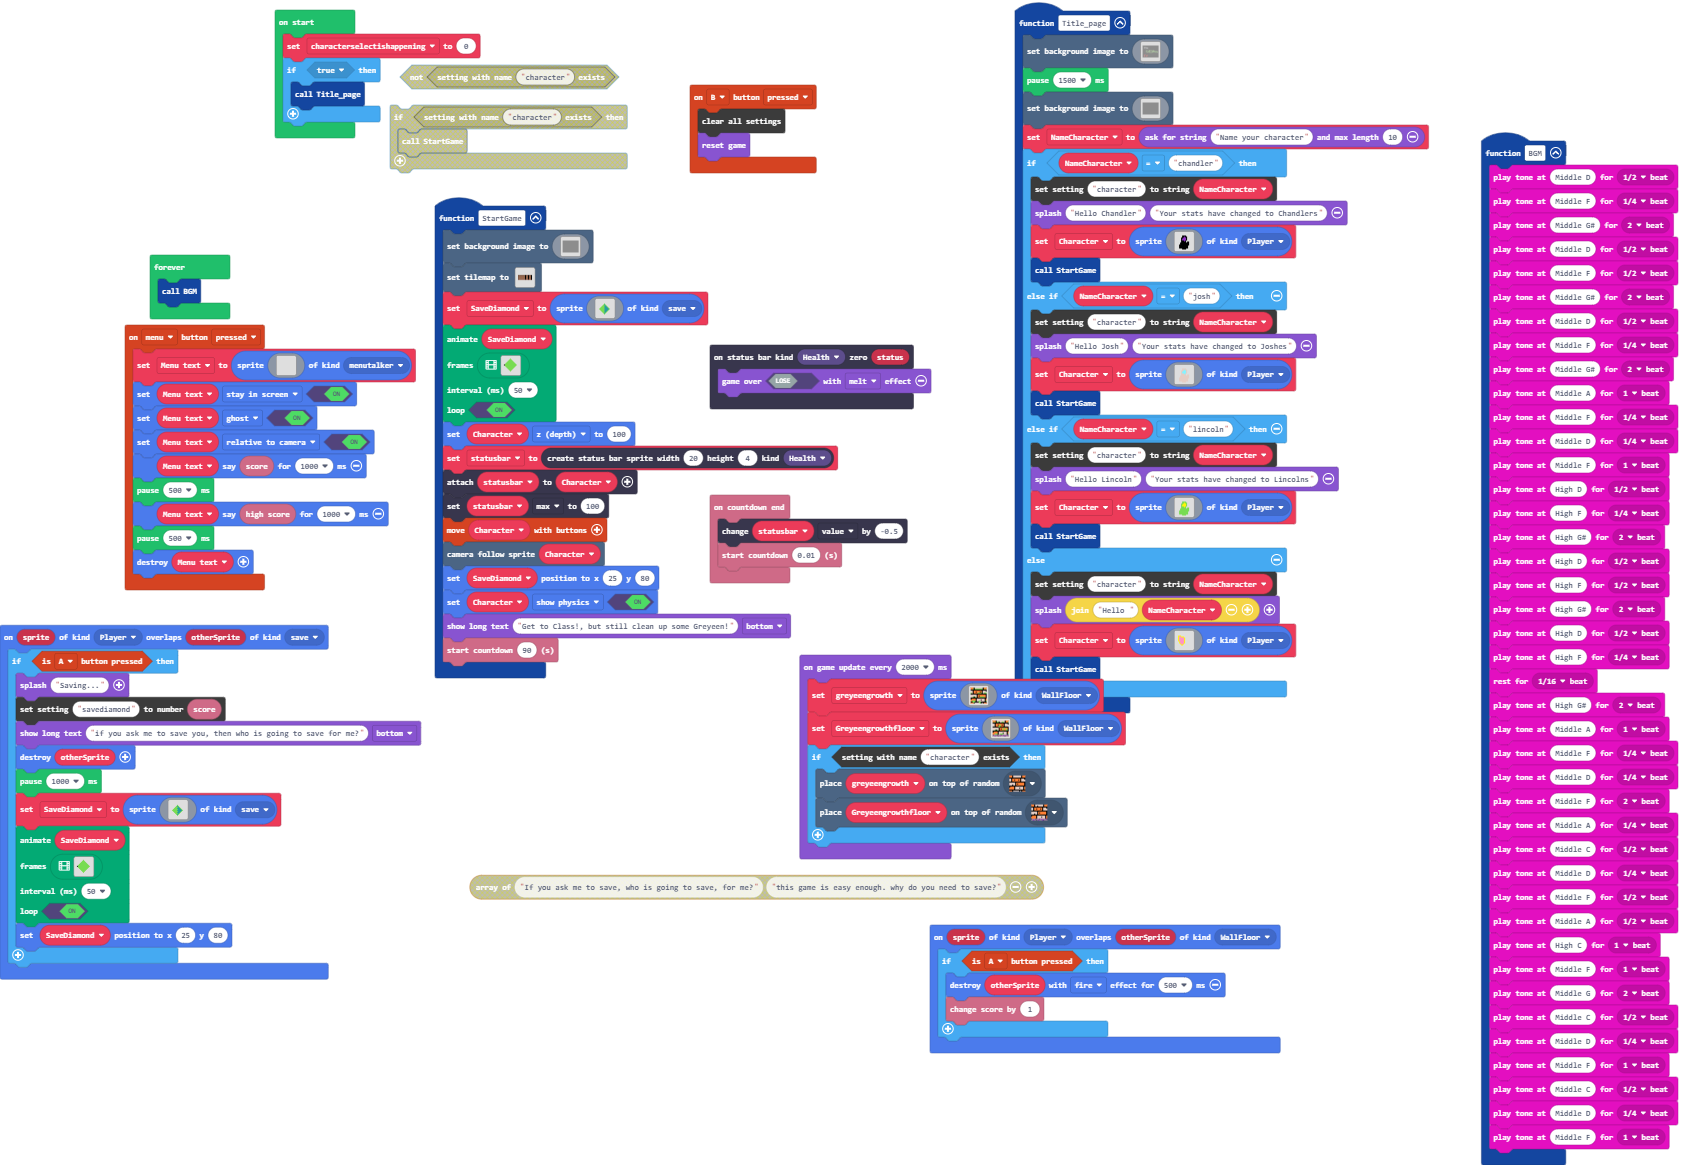 on start
set characterselectishappening ▾ to 0
if true ▾ then
call Title_page
not setting with name "character" exists
if setting with name "character" exists then
call StartGame
on B ▾ button pressed ▾
clear all settings
reset game
forever
call BGM
on menu ▾ button pressed ▾
set Menu text ▾ to sprite of kind menutalker ▾
set Menu text ▾ stay in screen ▾ ON
set Menu text ▾ ghost ▾ ON
set Menu text ▾ relative to camera ▾ ON
Menu text ▾ say score for 1000 ▾ ms
pause 500 ▾ ms
Menu text ▾ say high score for 1000 ▾ ms
pause 500 ▾ ms
destroy Menu text ▾
on sprite of kind Player ▾ overlaps otherSprite of kind save ▾
if is A ▾ button pressed then
splash "Saving..."
set setting "savediamond" to number score
show long text "if you ask me to save you, then who is going to save for me?" bottom ▾
destroy otherSprite
pause 1000 ▾ ms
set SaveDiamond ▾ to sprite of kind save ▾
animate SaveDiamond ▾
frames
interval (ms) 50 ▾
loop ON
set SaveDiamond ▾ position to x 25 y 80
function StartGame
set background image to
set tilemap to
set SaveDiamond ▾ to sprite of kind save ▾
animate SaveDiamond ▾
frames
interval (ms) 50 ▾
loop ON
set Character ▾ z (depth) ▾ to 100
set statusbar ▾ to create status bar sprite width 20 height 4 kind Health ▾
attach statusbar ▾ to Character ▾
set statusbar ▾ max ▾ to 100
move Character ▾ with buttons
camera follow sprite Character ▾
set SaveDiamond ▾ position to x 25 y 80
set Character ▾ show physics ▾ ON
show long text "Get to Class!, but still clean up some Greyeen!" bottom ▾
start countdown 90 (s)
on status bar kind Health ▾ zero status
game over LOSE with melt ▾ effect
on countdown end
change statusbar ▾ value ▾ by -0.5
start countdown 0.01 (s)
on game update every 2000 ▾ ms
set greyeengrowth ▾ to sprite of kind WallFloor ▾
set Greyeengrowthfloor ▾ to sprite of kind WallFloor ▾
if setting with name "character" exists then
place greyeengrowth ▾ on top of random ▾
place Greyeengrowthfloor ▾ on top of random ▾
array of "If you ask me to save, who is going to save, for me?" "this game is easy enough. why do you need to save?"
on sprite of kind Player ▾ overlaps otherSprite of kind WallFloor ▾
if is A ▾ button pressed then
destroy otherSprite with fire ▾ effect for 500 ▾ ms
change score by 1
function Title_page
set background image to
pause 1500 ▾ ms
set background image to
set NameCharacter ▾ to ask for string "Name your character" and max length 10
if NameCharacter ▾ = ▾ "chandler" then
set setting "character" to string NameCharacter ▾
splash "Hello Chandler" "Your stats have changed to Chandlers"
set Character ▾ to sprite of kind Player ▾
call StartGame
else if NameCharacter ▾ = ▾ "josh" then
set setting "character" to string NameCharacter ▾
splash "Hello Josh" "Your stats have changed to Joshes"
set Character ▾ to sprite of kind Player ▾
call StartGame
else if NameCharacter ▾ = ▾ "lincoln" then
set setting "character" to string NameCharacter ▾
splash "Hello Lincoln" "Your stats have changed to Lincolns"
set Character ▾ to sprite of kind Player ▾
call StartGame
else
set setting "character" to string NameCharacter ▾
splash join "Hello " NameCharacter ▾
set Character ▾ to sprite of kind Player ▾
call StartGame
function BGM
play tone at Middle D for 1/2 ▾ beat
play tone at Middle F for 1/4 ▾ beat
play tone at Middle G# for 2 ▾ beat
play tone at Middle D for 1/2 ▾ beat
play tone at Middle F for 1/2 ▾ beat
play tone at Middle G# for 2 ▾ beat
play tone at Middle D for 1/2 ▾ beat
play tone at Middle F for 1/4 ▾ beat
play tone at Middle G# for 2 ▾ beat
play tone at Middle A for 1 ▾ beat
play tone at Middle F for 1/4 ▾ beat
play tone at Middle D for 1/4 ▾ beat
play tone at Middle F for 1 ▾ beat
play tone at High D for 1/2 ▾ beat
play tone at High F for 1/4 ▾ beat
play tone at High G# for 2 ▾ beat
play tone at High D for 1/2 ▾ beat
play tone at High F for 1/2 ▾ beat
play tone at High G# for 2 ▾ beat
play tone at High D for 1/2 ▾ beat
play tone at High F for 1/4 ▾ beat
rest for 1/16 ▾ beat
play tone at High G# for 2 ▾ beat
play tone at Middle A for 1 ▾ beat
play tone at Middle F for 1/4 ▾ beat
play tone at Middle D for 1/4 ▾ beat
play tone at Middle F for 2 ▾ beat
play tone at Middle A for 1/4 ▾ beat
play tone at Middle C for 1/2 ▾ beat
play tone at Middle D for 1/4 ▾ beat
play tone at Middle F for 1/2 ▾ beat
play tone at Middle A for 1/2 ▾ beat
play tone at High C for 1 ▾ beat
play tone at Middle F for 1 ▾ beat
play tone at Middle G for 2 ▾ beat
play tone at Middle C for 1/2 ▾ beat
play tone at Middle D for 1/4 ▾ beat
play tone at Middle F for 1 ▾ beat
play tone at Middle C for 1/2 ▾ beat
play tone at Middle D for 1/4 ▾ beat
play tone at Middle F for 1 ▾ beat